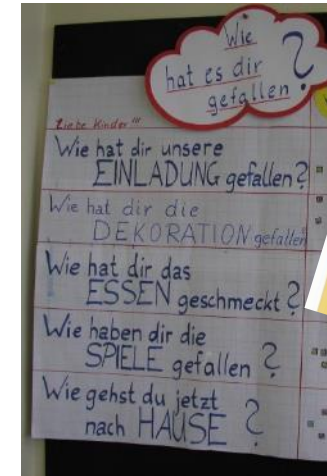 Wie
hat es dir
gefallen?
Liebe Kinder"
Wie hat dir unsere
EINLADUNG gefallen?
Wie hat dir die
DEKORATION gefallen
Wie hat dir das
ESSEN geschmeckt?
Wie haben dir die
SPIELE gefallen?
Wie gehst du jetzt
nach HAUSE?